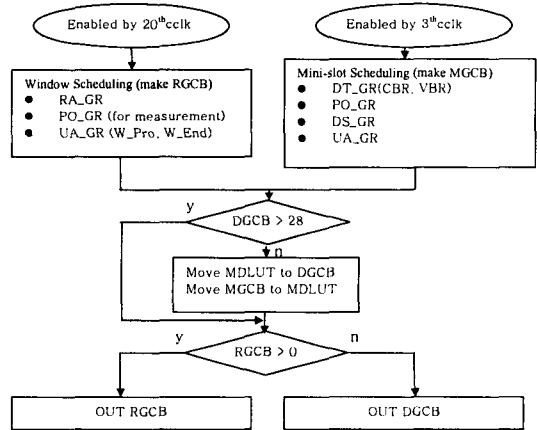 Enabled by 20thcclk
Enabled by 3thcclk
Window Scheduling (make RGCB)
● RA_GR
● PO_GR (for measurement)
● UA_GR (W_Pro, W_End)
Mini-slot Scheduling (make MGCB)
● DT_GR(CBR, VBR)
● PO_GR
● DS_GR
● UA_GR
y
DGCB > 28
n
Move MDLUT to DGCB
Move MGCB to MDLUT
y
RGCB > 0
n
OUT RGCB
OUT DGCB